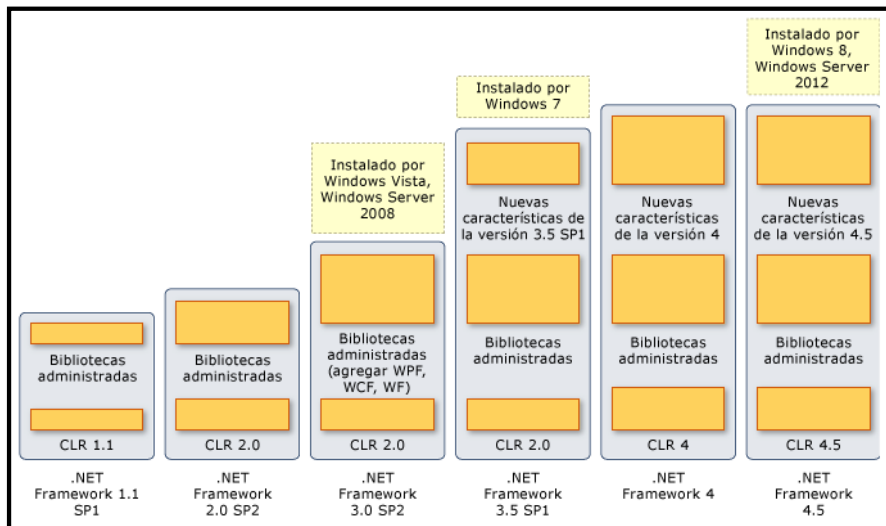 Instalado por
Windows 8,
Windows Server
2012
Instalado por
Windows 7
Instalado por
Windows Vista,
Windows Server
2008
Nuevas
características de
la versión 3.5 SP1
Nuevas
características
de la versión 4
Nuevas
características
de la versión 4.5
Bibliotecas
administradas
Bibliotecas
administradas
Bibliotecas
administradas
(agregar WPF,
WCF, WF)
Bibliotecas
administradas
Bibliotecas
administradas
Bibliotecas
administradas
CLR 1.1
CLR 2.0
CLR 2.0
CLR 2.0
CLR 4
CLR 4.5
.NET
Framework 1.1
SP1
.NET
Framework
2.0 SP2
.NET
Framework
3.0 SP2
.NET
Framework
3.5 SP1
.NET
Framework 4
.NET
Framework
4.5